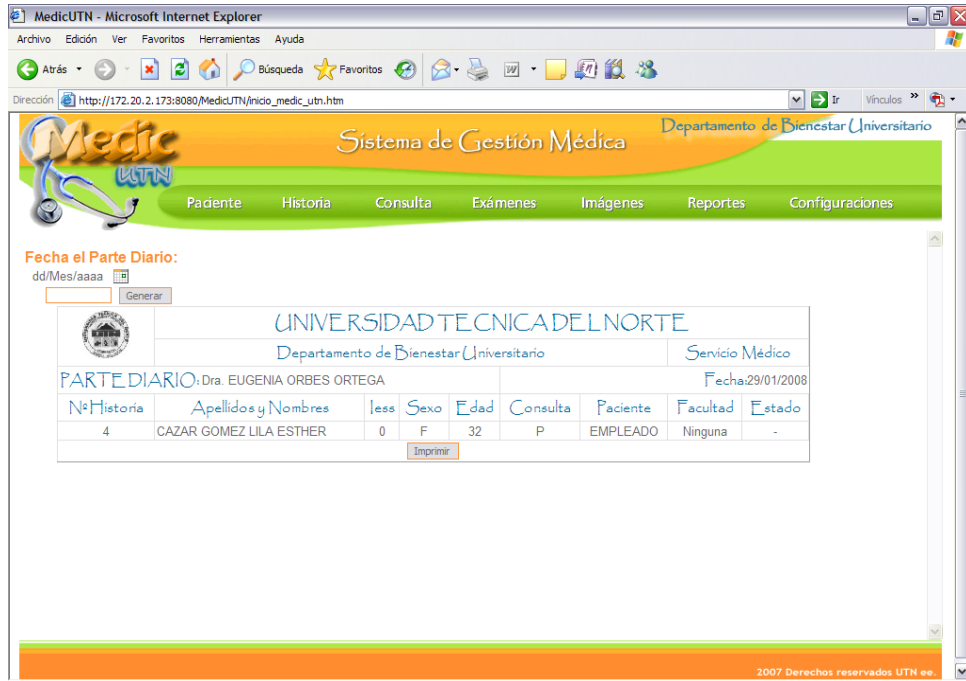 MedicUTN - Microsoft Internet Explorer
Archivo Edición Ver Favoritos Herramientas Ayuda
Atrás Búsqueda Favoritos
Dirección http://172.20.2.173:8080/MedicUTN/inicio_medic_utn.htm Ir Vínculos »
Departamento de Bienestar Universitario
Medic UTN
Sistema de Gestión Médica
Paciente Historia Consulta Exámenes Imágenes Reportes Configuraciones
Fecha el Parte Diario:
dd/Mes/aaaa
Generar
UNIVERSIDAD TECNICA DEL NORTE
Departamento de Bienestar Universitario Servicio Médico
PARTE DIARIO: Dra. EUGENIA ORBES ORTEGA Fecha:29/01/2008
Nº Historia Apellidos y Nombres Iess Sexo Edad Consulta Paciente Facultad Estado
4 CAZAR GOMEZ LILA ESTHER 0 F 32 P EMPLEADO Ninguna -
Imprimir
2007 Derechos reservados UTN ee.